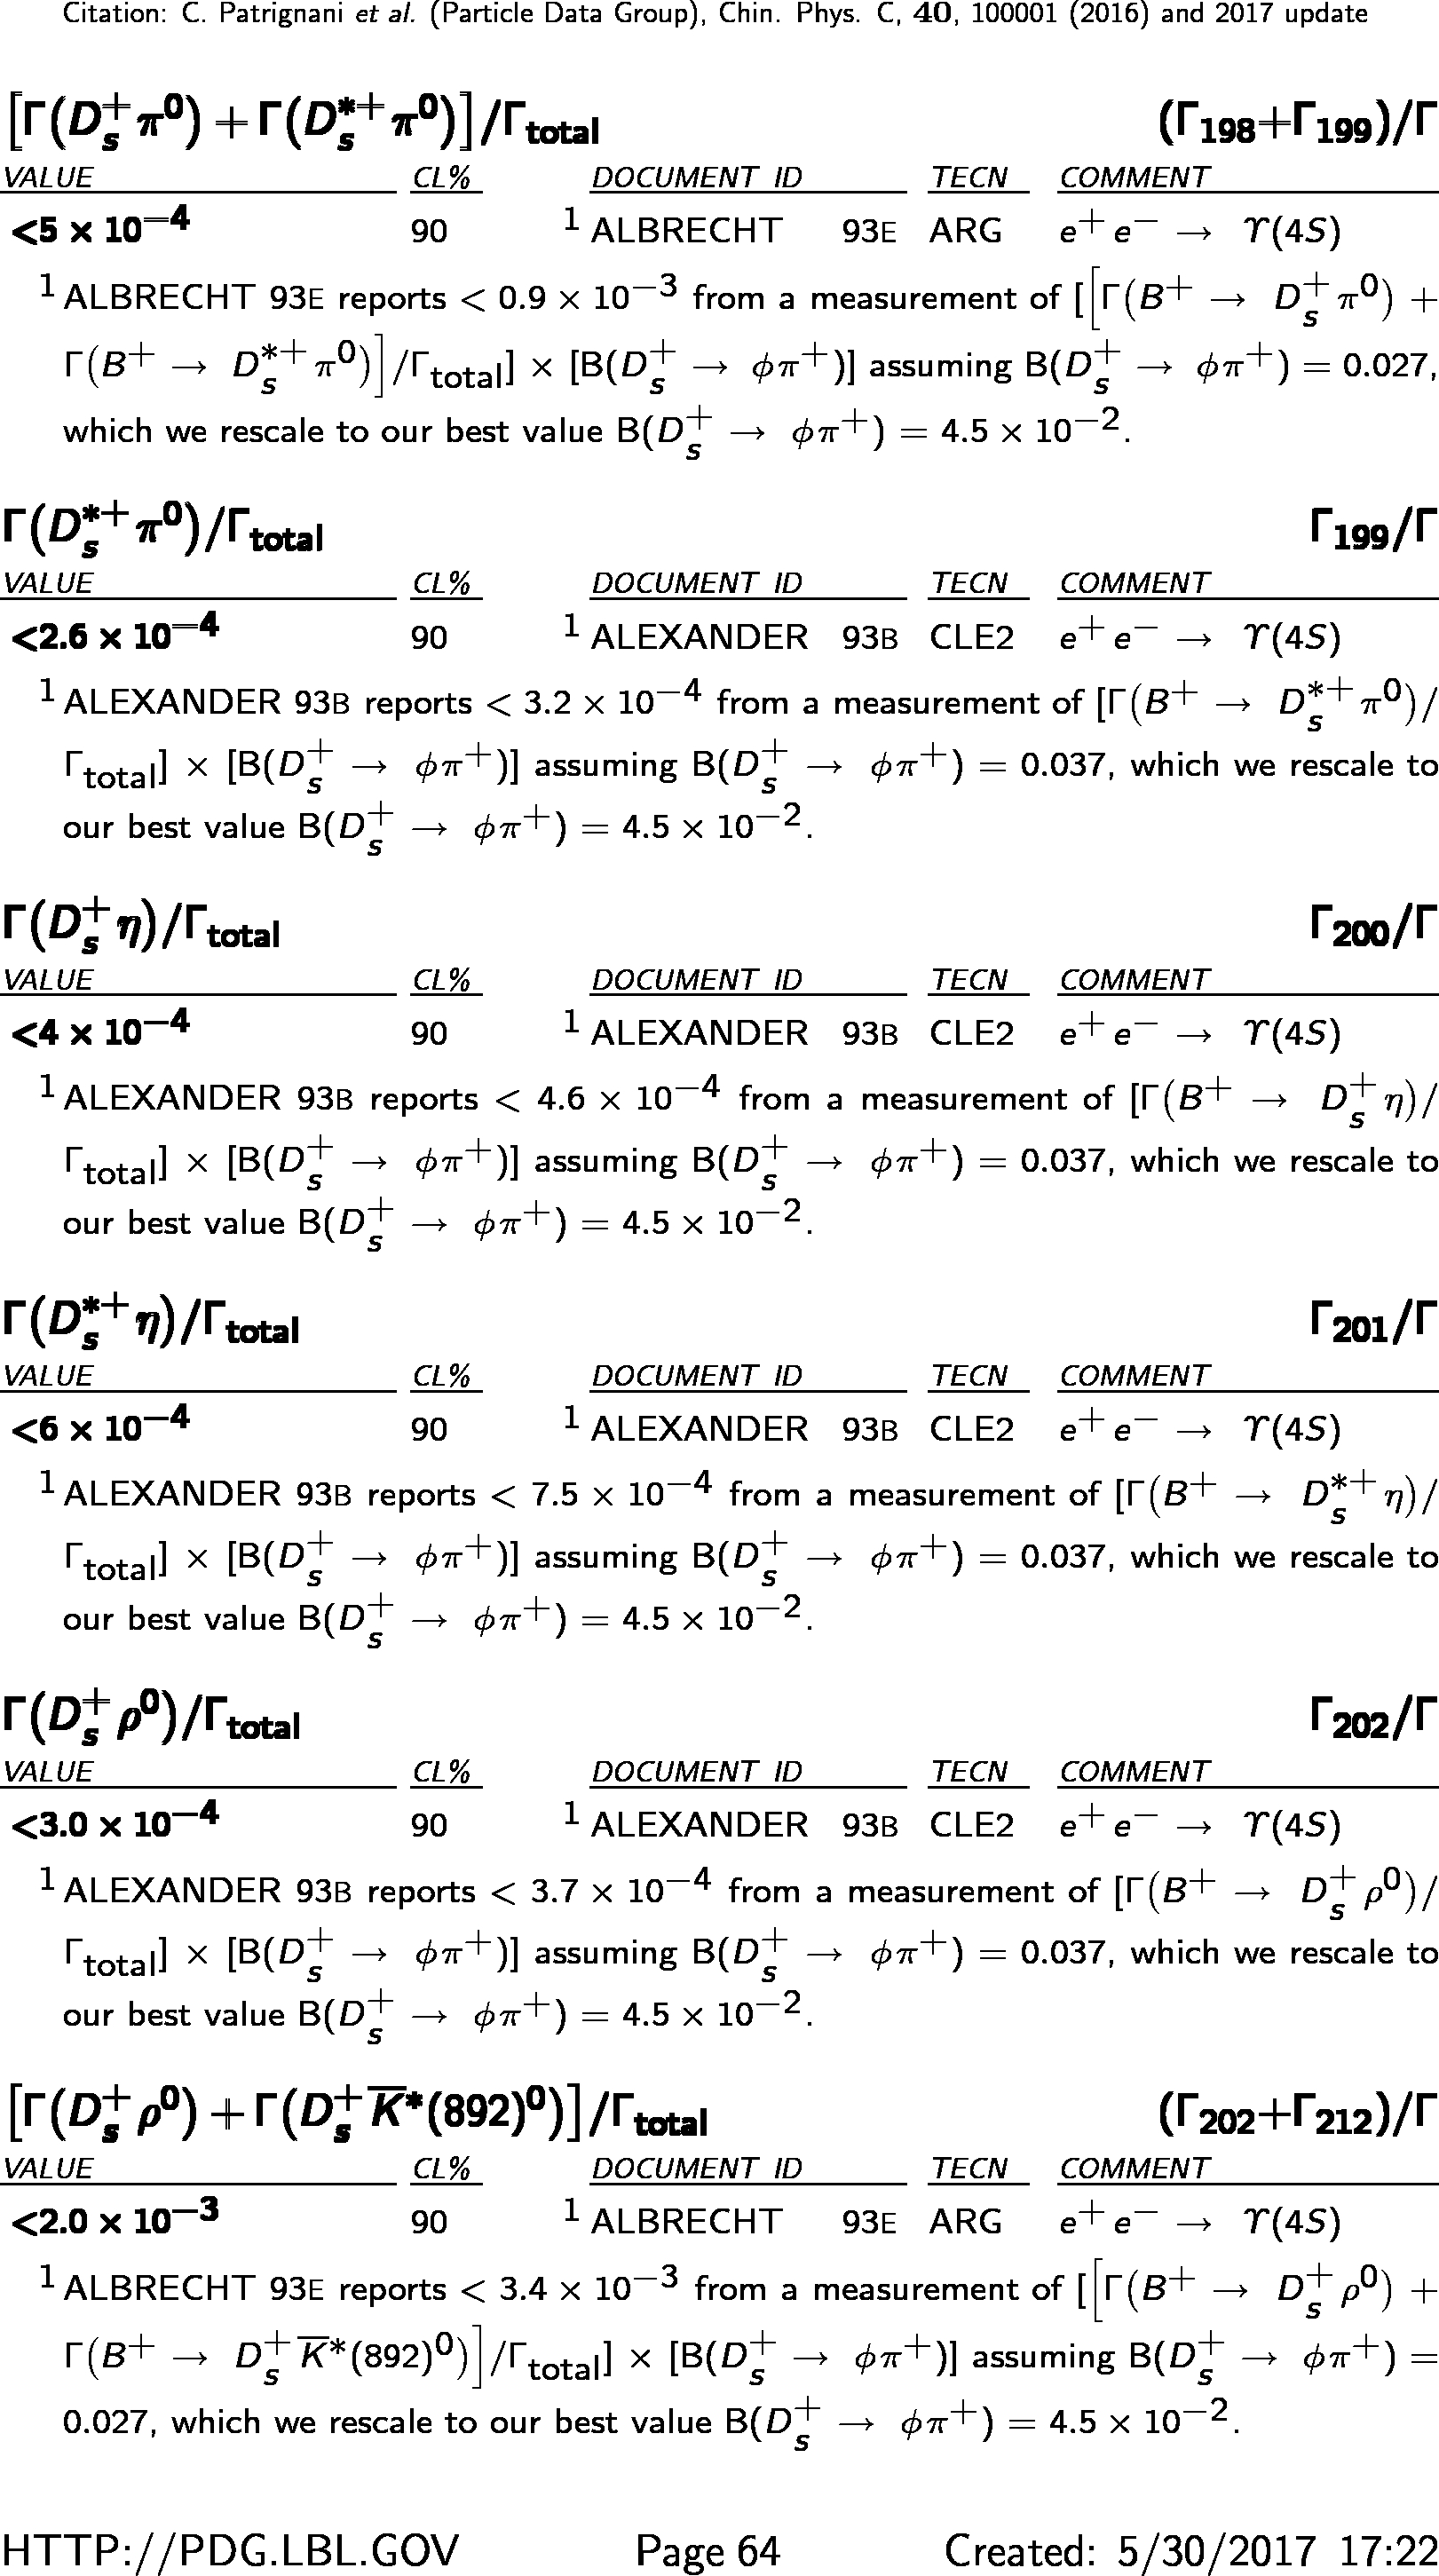 Citation: C. Patrignani et al. (Particle Data Group), Chin. Phys. C, 40, 100001 (2016) and 2017 update
[Γ(D_s^+ π^0) + Γ(D_s^{*+} π^0)]/Γ_total (Γ_198+Γ_199)/Γ
VALUE CL% DOCUMENT ID TECN COMMENT
<5 × 10^{−4} 90 ^1 ALBRECHT 93E ARG e^+ e^− → ϒ(4S)
^1 ALBRECHT 93E reports < 0.9 × 10^{−3} from a measurement of [[Γ(B^+ → D_s^+ π^0) +
Γ(B^+ → D_s^{*+} π^0)]/Γ_total] × [B(D_s^+ → φπ^+)] assuming B(D_s^+ → φπ^+) = 0.027,
which we rescale to our best value B(D_s^+ → φπ^+) = 4.5 × 10^{−2}.
Γ(D_s^{*+} π^0)/Γ_total Γ_199/Γ
VALUE CL% DOCUMENT ID TECN COMMENT
<2.6 × 10^{−4} 90 ^1 ALEXANDER 93B CLE2 e^+ e^− → ϒ(4S)
^1 ALEXANDER 93B reports < 3.2 × 10^{−4} from a measurement of [Γ(B^+ → D_s^{*+} π^0)/
Γ_total] × [B(D_s^+ → φπ^+)] assuming B(D_s^+ → φπ^+) = 0.037, which we rescale to
our best value B(D_s^+ → φπ^+) = 4.5 × 10^{−2}.
Γ(D_s^+ η)/Γ_total Γ_200/Γ
VALUE CL% DOCUMENT ID TECN COMMENT
<4 × 10^{−4} 90 ^1 ALEXANDER 93B CLE2 e^+ e^− → ϒ(4S)
^1 ALEXANDER 93B reports < 4.6 × 10^{−4} from a measurement of [Γ(B^+ → D_s^+ η)/
Γ_total] × [B(D_s^+ → φπ^+)] assuming B(D_s^+ → φπ^+) = 0.037, which we rescale to
our best value B(D_s^+ → φπ^+) = 4.5 × 10^{−2}.
Γ(D_s^{*+} η)/Γ_total Γ_201/Γ
VALUE CL% DOCUMENT ID TECN COMMENT
<6 × 10^{−4} 90 ^1 ALEXANDER 93B CLE2 e^+ e^− → ϒ(4S)
^1 ALEXANDER 93B reports < 7.5 × 10^{−4} from a measurement of [Γ(B^+ → D_s^{*+} η)/
Γ_total] × [B(D_s^+ → φπ^+)] assuming B(D_s^+ → φπ^+) = 0.037, which we rescale to
our best value B(D_s^+ → φπ^+) = 4.5 × 10^{−2}.
Γ(D_s^+ ρ^0)/Γ_total Γ_202/Γ
VALUE CL% DOCUMENT ID TECN COMMENT
<3.0 × 10^{−4} 90 ^1 ALEXANDER 93B CLE2 e^+ e^− → ϒ(4S)
^1 ALEXANDER 93B reports < 3.7 × 10^{−4} from a measurement of [Γ(B^+ → D_s^+ ρ^0)/
Γ_total] × [B(D_s^+ → φπ^+)] assuming B(D_s^+ → φπ^+) = 0.037, which we rescale to
our best value B(D_s^+ → φπ^+) = 4.5 × 10^{−2}.
[Γ(D_s^+ ρ^0) + Γ(D_s^+ K̅*(892)^0)]/Γ_total (Γ_202+Γ_212)/Γ
VALUE CL% DOCUMENT ID TECN COMMENT
<2.0 × 10^{−3} 90 ^1 ALBRECHT 93E ARG e^+ e^− → ϒ(4S)
^1 ALBRECHT 93E reports < 3.4 × 10^{−3} from a measurement of [[Γ(B^+ → D_s^+ ρ^0) +
Γ(B^+ → D_s^+ K̅*(892)^0)]/Γ_total] × [B(D_s^+ → φπ^+)] assuming B(D_s^+ → φπ^+) =
0.027, which we rescale to our best value B(D_s^+ → φπ^+) = 4.5 × 10^{−2}.
HTTP://PDG.LBL.GOV Page 64 Created: 5/30/2017 17:22